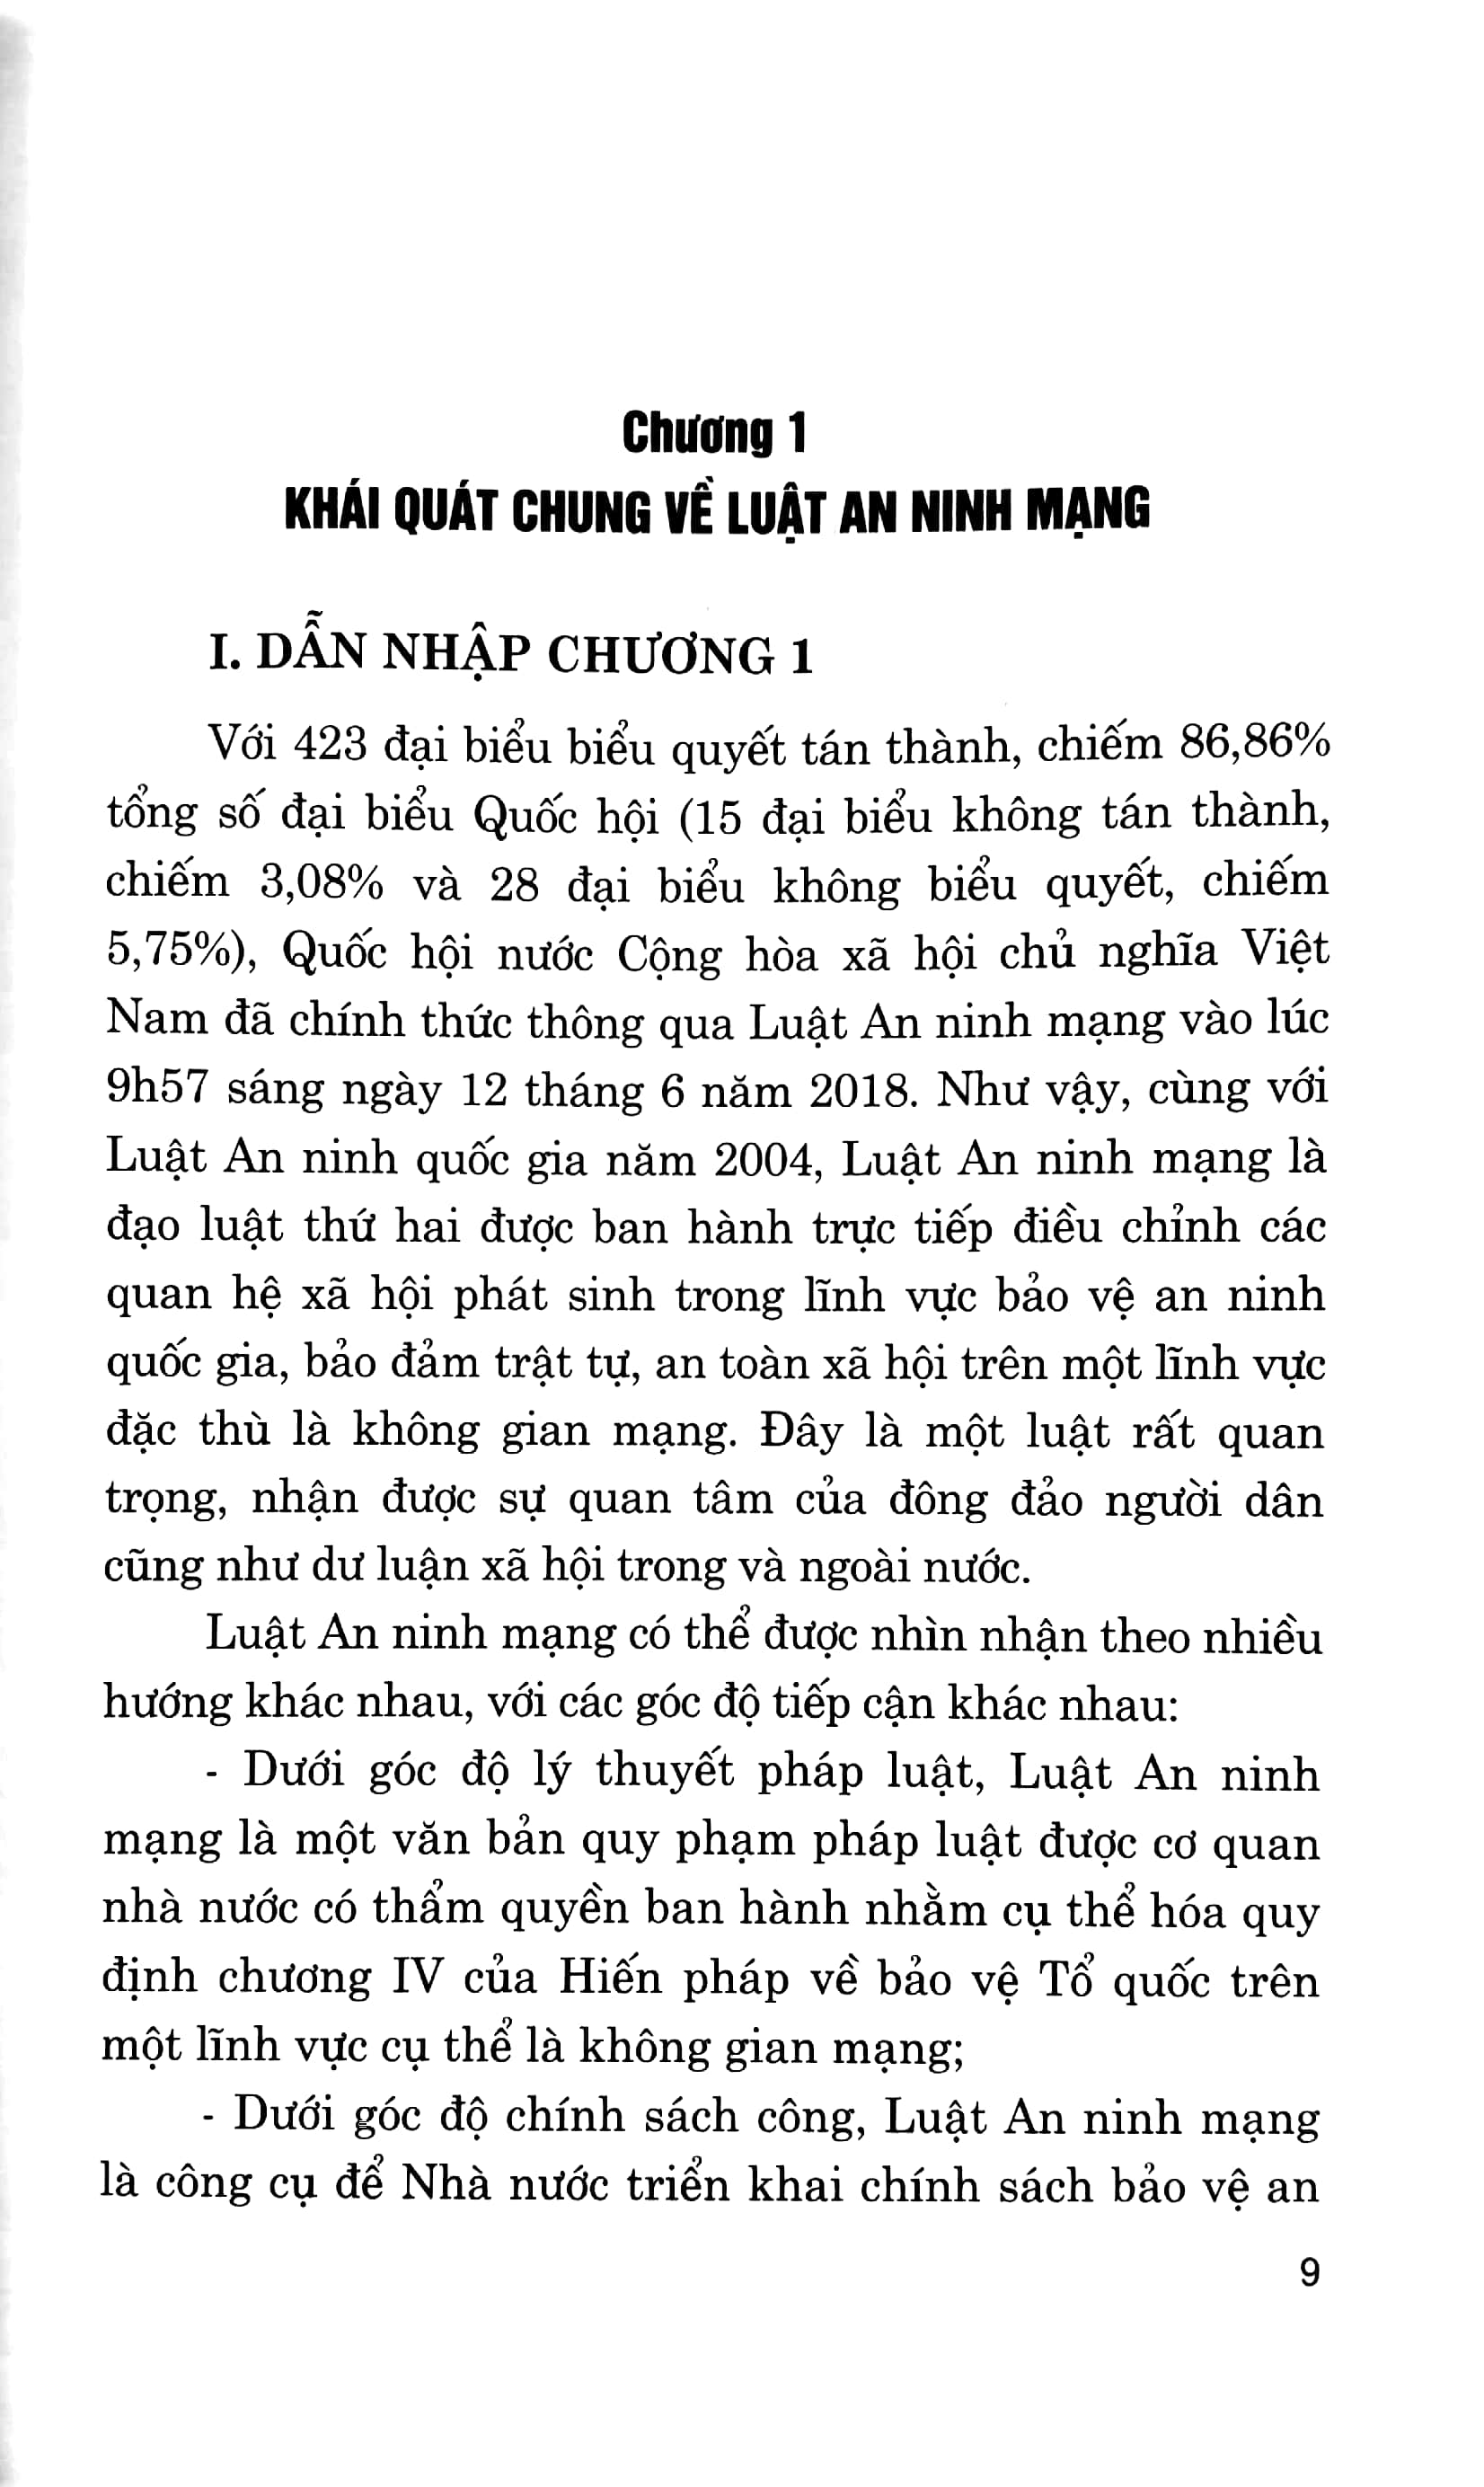 Chương 1
KHÁI QUÁT CHUNG VỀ LUẬT AN NINH MẠNG
I. DẪN NHẬP CHƯƠNG 1
Với 423 đại biểu biểu quyết tán thành, chiếm 86,86%
tổng số đại biểu Quốc hội (15 đại biểu không tán thành,
chiếm 3,08% và 28 đại biểu không biểu quyết, chiếm
5,75%), Quốc hội nước Cộng hòa xã hội chủ nghĩa Việt
Nam đã chính thức thông qua Luật An ninh mạng vào lúc
9h57 sáng ngày 12 tháng 6 năm 2018. Như vậy, cùng với
Luật An ninh quốc gia năm 2004, Luật An ninh mạng là
đạo luật thứ hai được ban hành trực tiếp điều chỉnh các
quan hệ xã hội phát sinh trong lĩnh vực bảo vệ an ninh
quốc gia, bảo đảm trật tự, an toàn xã hội trên một lĩnh vực
đặc thù là không gian mạng. Đây là một luật rất quan
trọng, nhận được sự quan tâm của đông đảo người dân
cũng như dư luận xã hội trong và ngoài nước.
Luật An ninh mạng có thể được nhìn nhận theo nhiều
hướng khác nhau, với các góc độ tiếp cận khác nhau:
- Dưới góc độ lý thuyết pháp luật, Luật An ninh
mạng là một văn bản quy phạm pháp luật được cơ quan
nhà nước có thẩm quyền ban hành nhằm cụ thể hóa quy
định chương IV của Hiến pháp về bảo vệ Tổ quốc trên
một lĩnh vực cụ thể là không gian mạng;
- Dưới góc độ chính sách công, Luật An ninh mạng
là công cụ để Nhà nước triển khai chính sách bảo vệ an
9